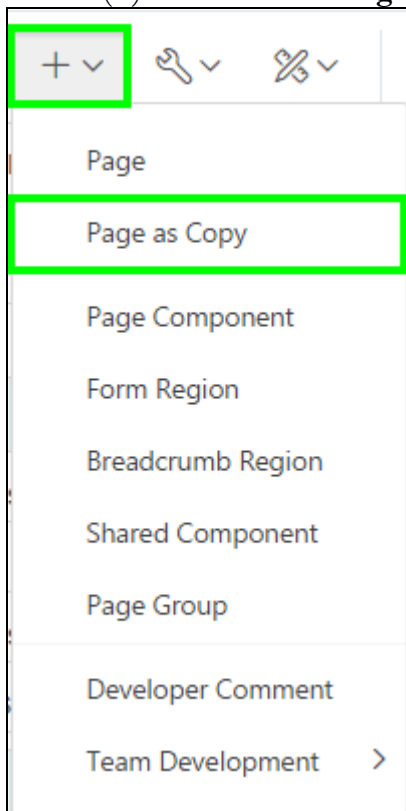 Page
Page as Copy
Page Component
Form Region
Breadcrumb Region
Shared Component
Page Group
Developer Comment
Team Development